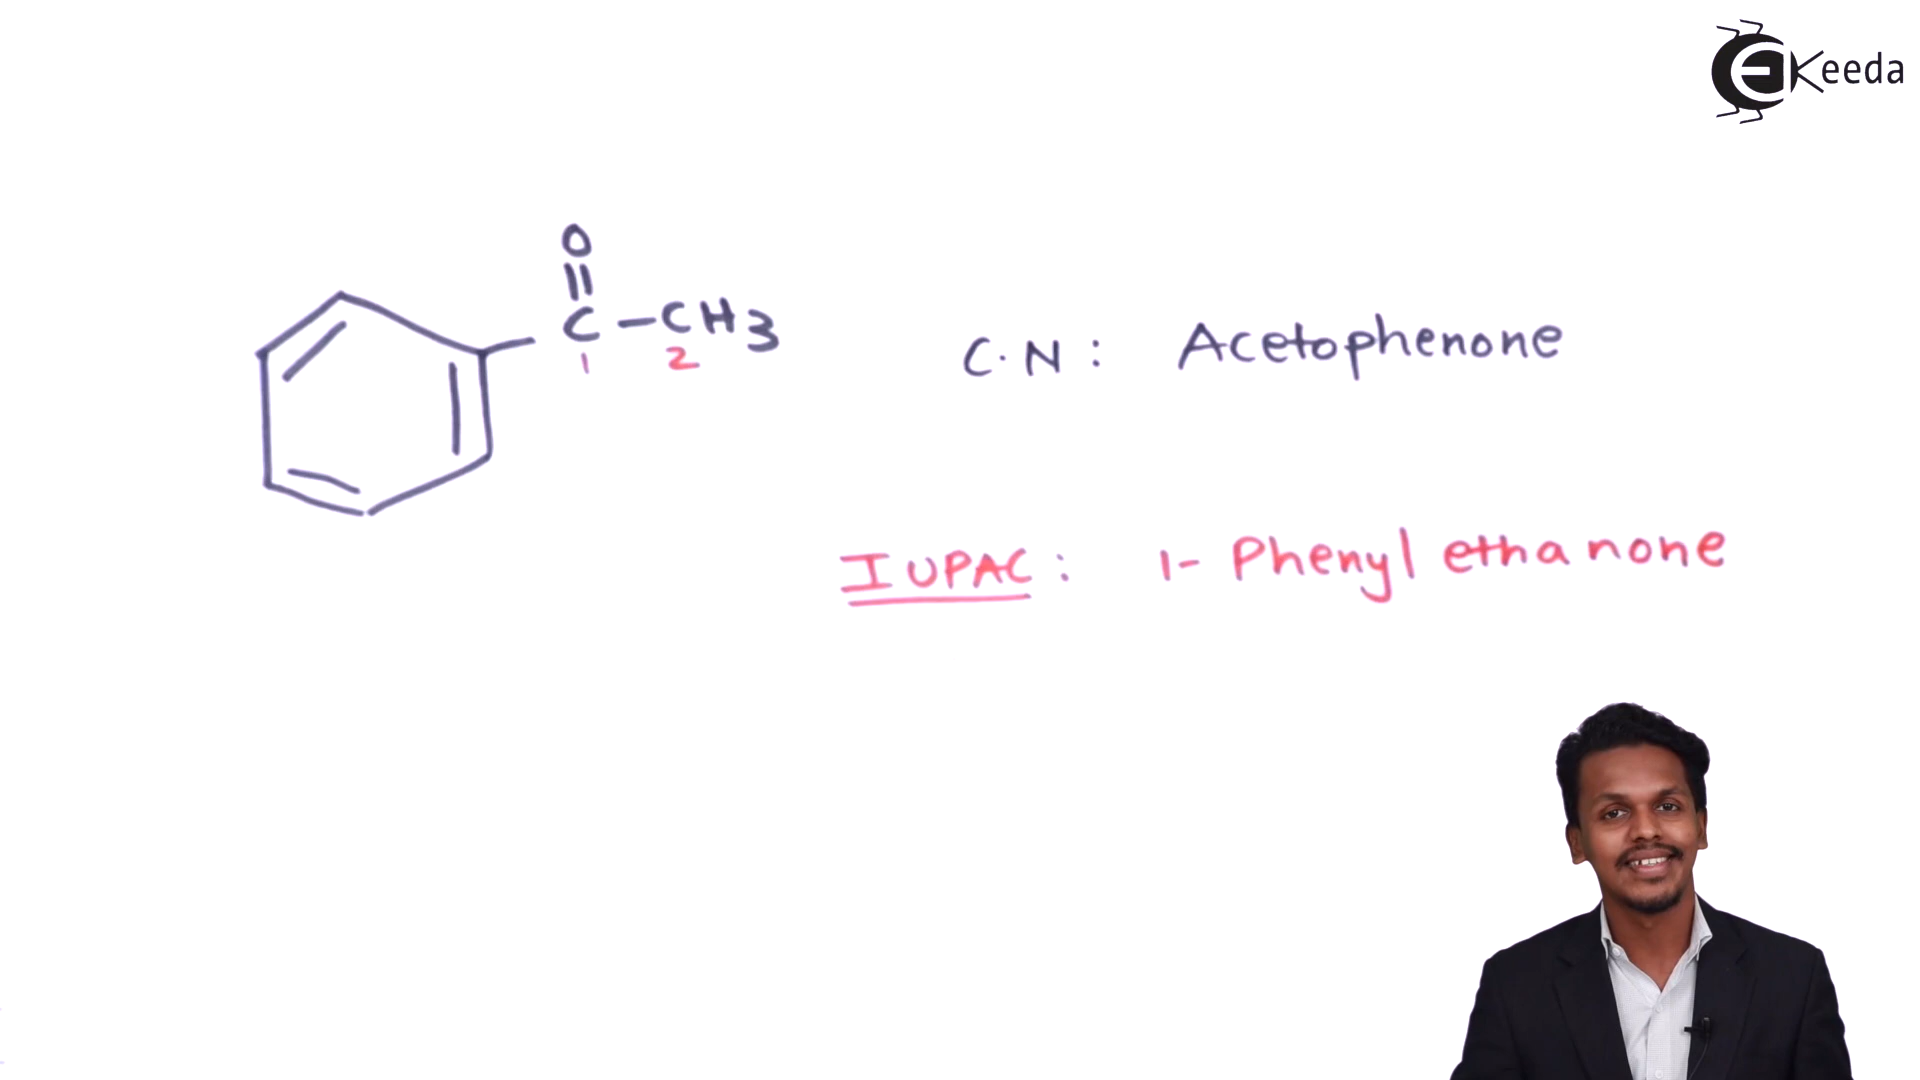 Keeda
O
C - CH3
1 2
C.N : Acetophenone
IUPAC : 1- Phenyl ethanone